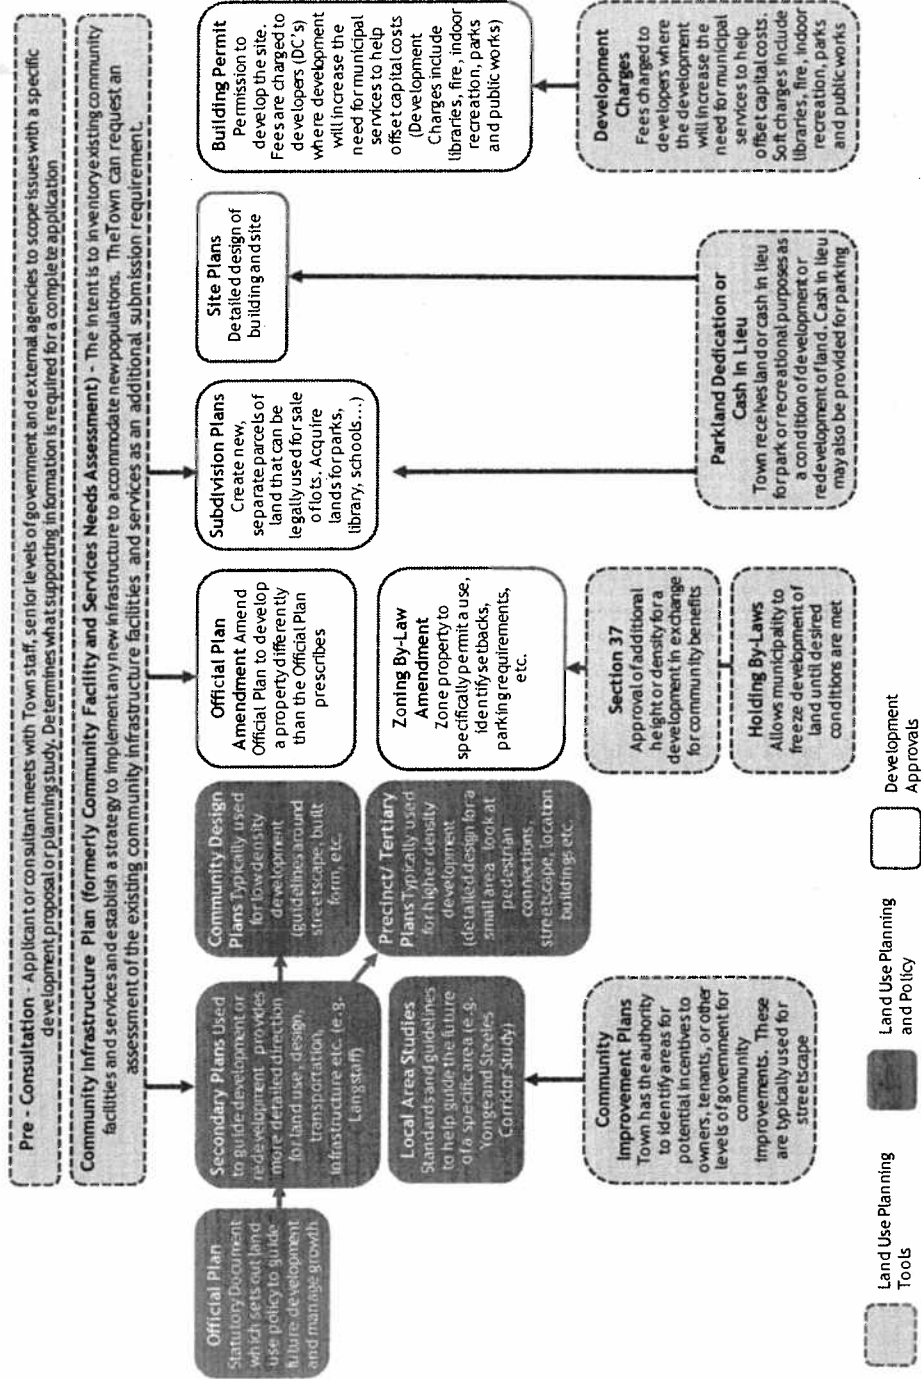 Pre - Consultation - Applicant or consultant meets with Town staff, senior levels of government and external agencies to scope issues with a specific
development proposal or planning study. Determines what supporting information is required for a complete application
Community Infrastructure Plan (formerly Community Facility and Services Needs Assessment) - The intent is to inventory existing community
facilities and services and establish a strategy to implement any new infrastructure to accommodate new populations. The Town can request an
assessment of the existing community infrastructure facilities and services as an additional submission requirement.
Official Plan
Statutory Document
which sets out land
use policy to guide
future development
and manage growth
Secondary Plans Used
to guide development or
redevelopment provides
more detailed direction
for land use, design,
transportation,
infrastructure etc. (e.g.
Langstaff)
Local Area Studies
Standards and guidelines
to help guide the future
of a specific area (e.g.
Yonge and Steeles
Corridor Study)
Community
Improvement Plans
Town has the authority
to identify areas for
potential incentives to
owners, tenants, or other
levels of government for
community
improvements. These
are typically used for
streetscape
Community Design
Plans Typically used
for low density
development
(guidelines around
streetscape, built
form, etc.
Precinct/ Tertiary
Plans Typically used
for higher density
development
(detailed design for a
small area - look at
pedestrian
connections,
streetscape, location
buildings etc.
Official Plan
Amendment Amend
Official Plan to develop
a property differently
than the Official Plan
prescribes
Zoning By-Law
Amendment
Zone property to
specifically permit a use,
identify setbacks,
parking requirements,
etc.
Section 37
Approval of additional
height or density for a
development in exchange
for community benefits
Holding By-Laws
Allows municipality to
freeze development of
land until desired
conditions are met
Subdivision Plans
Create new,
separate parcels of
land that can be
legally used for sale
of lots. Acquire
lands for parks,
library, schools...)
Site Plans
Detailed design of
building and site
Parkland Dedication or
Cash In Lieu
Town receives land or cash in lieu
for park or recreational purposes as
a condition of development or
redevelopment of land. Cash in lieu
may also be provided for parking
Building Permit
Permission to
develop the site.
Fees are charged to
developers (DC's)
where development
will increase the
need for municipal
services to help
offset capital costs
(Development
Charges include
libraries, fire, indoor
recreation, parks
and public works)
Development
Charges
Fees charged to
developers where
the development
will increase the
need for municipal
services to help
offset capital costs.
Soft charges include
libraries, fire, indoor
recreation, parks
and public works
Land Use Planning
Tools
Land Use Planning
and Policy
Development
Approvals